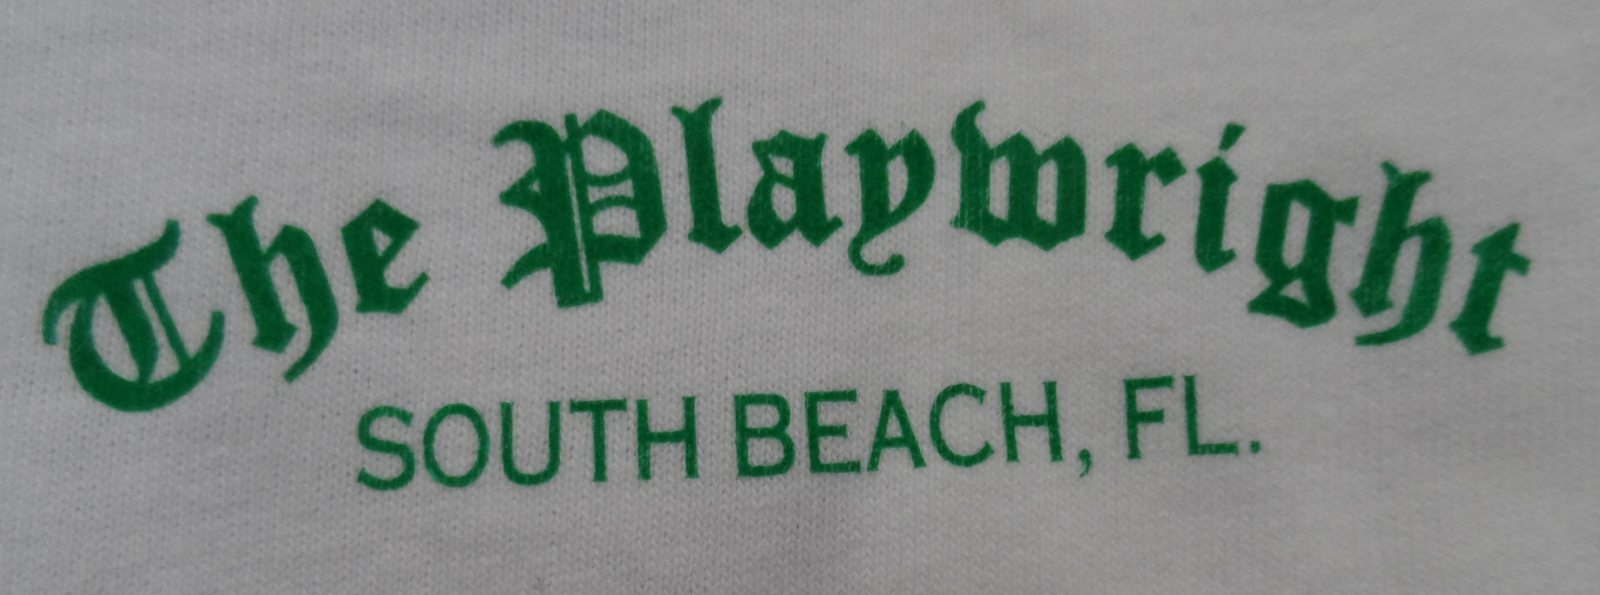 The Playwright
SOUTH BEACH, FL.